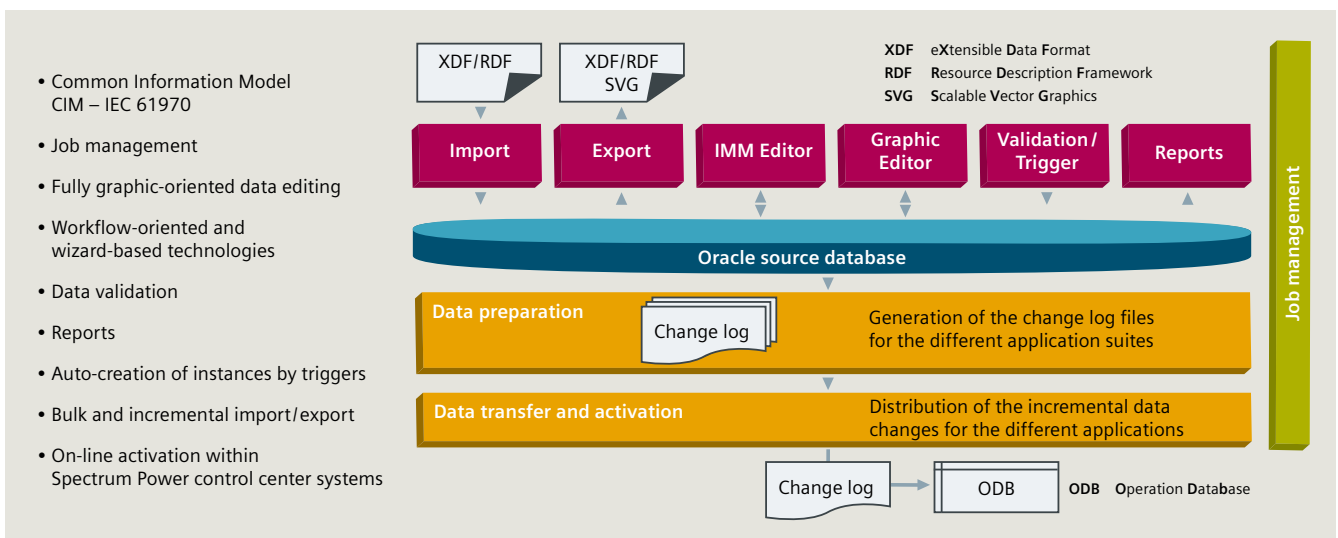 • Common Information Model
CIM – IEC 61970
• Job management
• Fully graphic-oriented data editing
• Workflow-oriented and
wizard-based technologies
• Data validation
• Reports
• Auto-creation of instances by triggers
• Bulk and incremental import/export
• On-line activation within
Spectrum Power control center systems
XDF/RDF
XDF/RDF
SVG
XDF eXtensible Data Format
RDF Resource Description Framework
SVG Scalable Vector Graphics
Import
Export
IMM Editor
Graphic
Editor
Validation/
Trigger
Reports
Oracle source database
Data preparation
Change log
Generation of the change log files
for the different application suites
Data transfer and activation
Distribution of the incremental data
changes for the different applications
Change log
ODB
ODB Operation Database
Job management